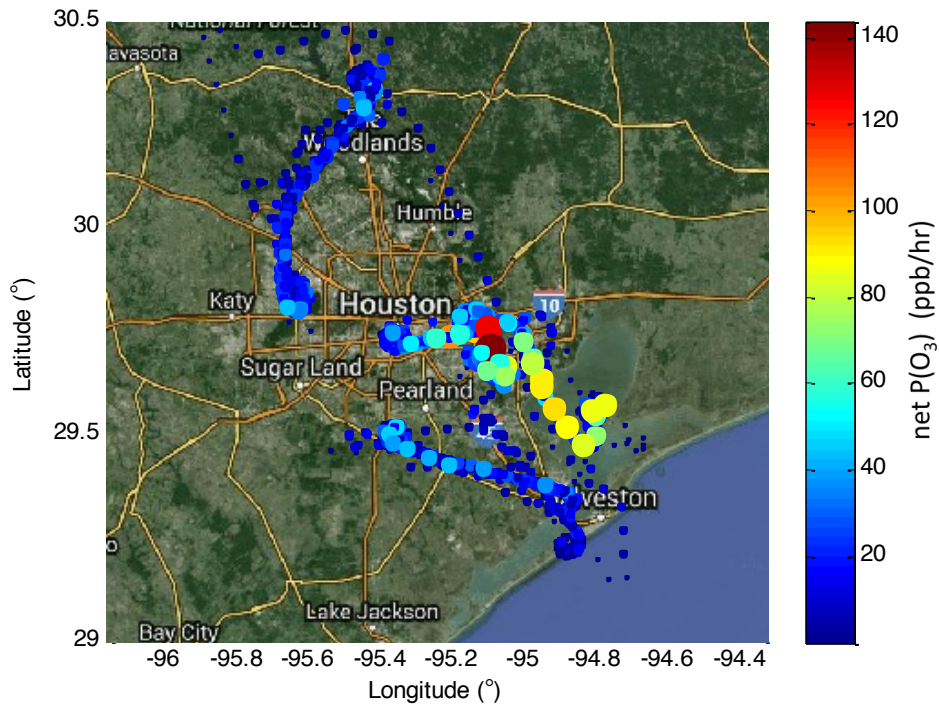 30.5
30
29.5
29
Latitude (°)
National Forest
avasota
Woodlands
Humble
Katy
Houston
10
Sugar Land
Pearland
lveston
o
Lake Jackson
Bay City
-96
-95.8
-95.6
-95.4
-95.2
-95
-94.8
-94.6
-94.4
Longitude (°)
140
120
100
80
60
40
20
net P(O₃) (ppb/hr)